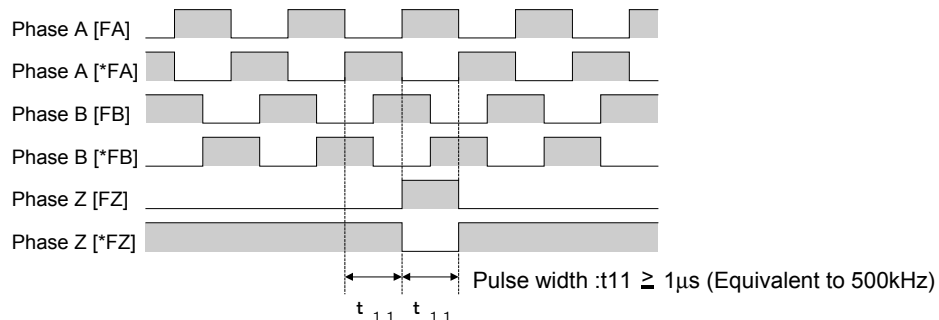 Phase A [FA]
Phase A [*FA]
Phase B [FB]
Phase B [*FB]
Phase Z [FZ]
Phase Z [*FZ]
Pulse width :t11 ≧ 1μs (Equivalent to 500kHz)
t 11 t 11